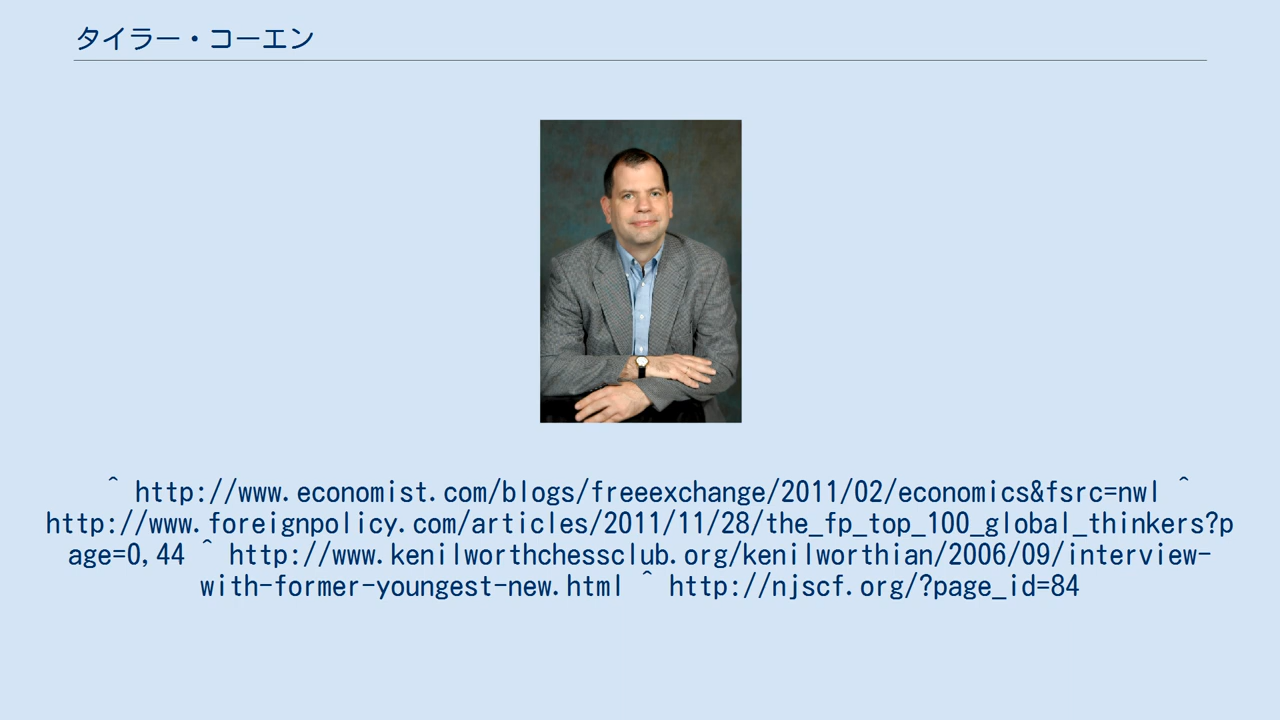 タイラー・コーエン
^ http://www.economist.com/blogs/freeexchange/2011/02/economics&fsrc=nwl ^
http://www.foreignpolicy.com/articles/2011/11/28/the_fp_top_100_global_thinkers?p
age=0,44 ^ http://www.kenilworthchessclub.org/kenilworthian/2006/09/interview-
with-former-youngest-new.html ^ http://njscf.org/?page_id=84